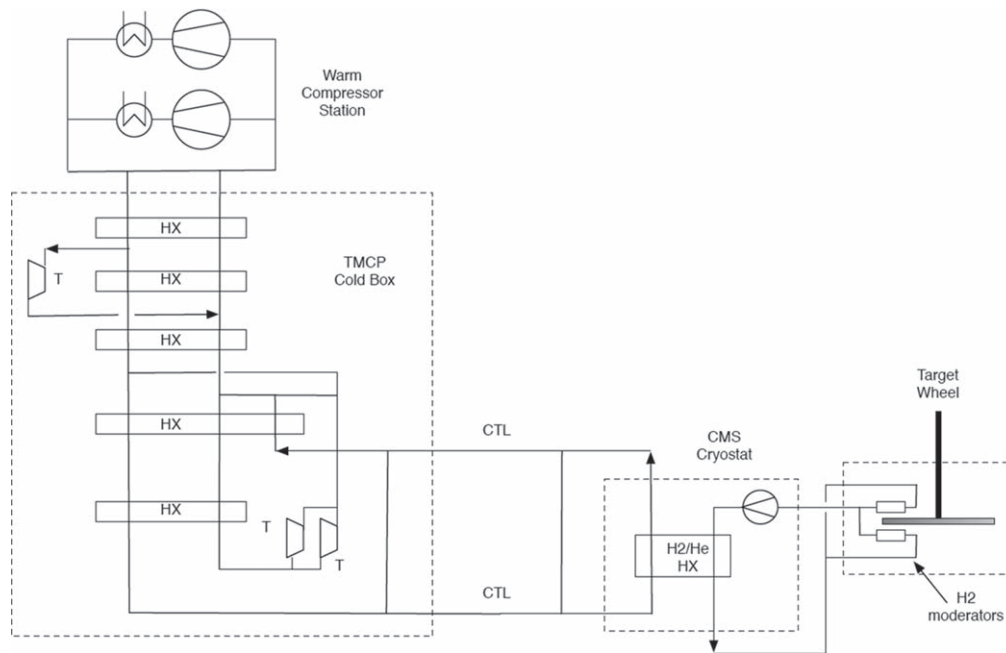 Warm
Compressor
Station
HX
TMCP
Cold Box
HX
T
HX
HX
HX
T
T
CTL
CTL
CMS
Cryostat
H2/He
HX
Target
Wheel
H2
moderators